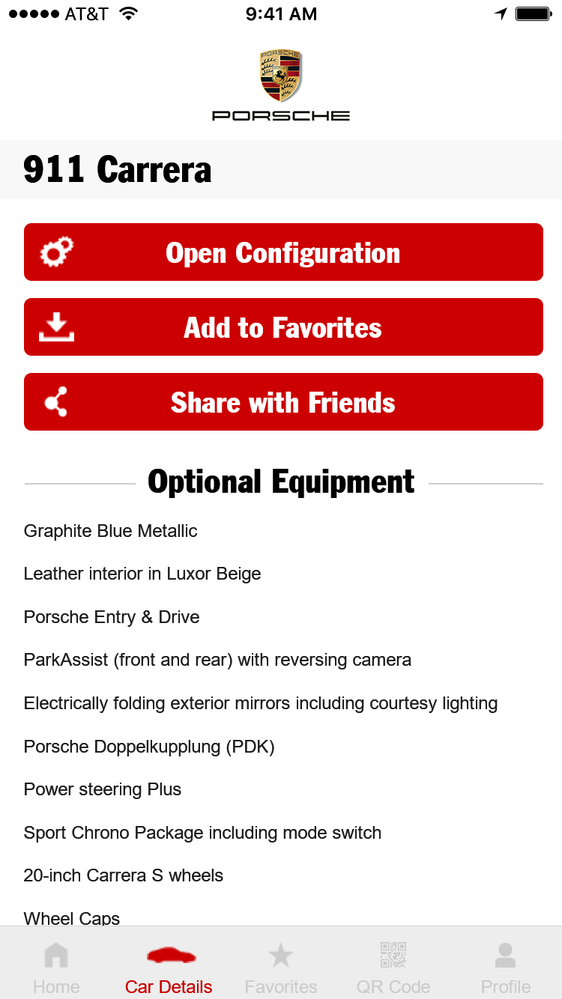 AT&T
9:41 AM
PORSCHE
PORSCHE
911 Carrera
Open Configuration
Add to Favorites
Share with Friends
Optional Equipment
Graphite Blue Metallic
Leather interior in Luxor Beige
Porsche Entry & Drive
ParkAssist (front and rear) with reversing camera
Electrically folding exterior mirrors including courtesy lighting
Porsche Doppelkupplung (PDK)
Power steering Plus
Sport Chrono Package including mode switch
20-inch Carrera S wheels
Wheel Caps
Home
Car Details
Favorites
QR Code
Profile